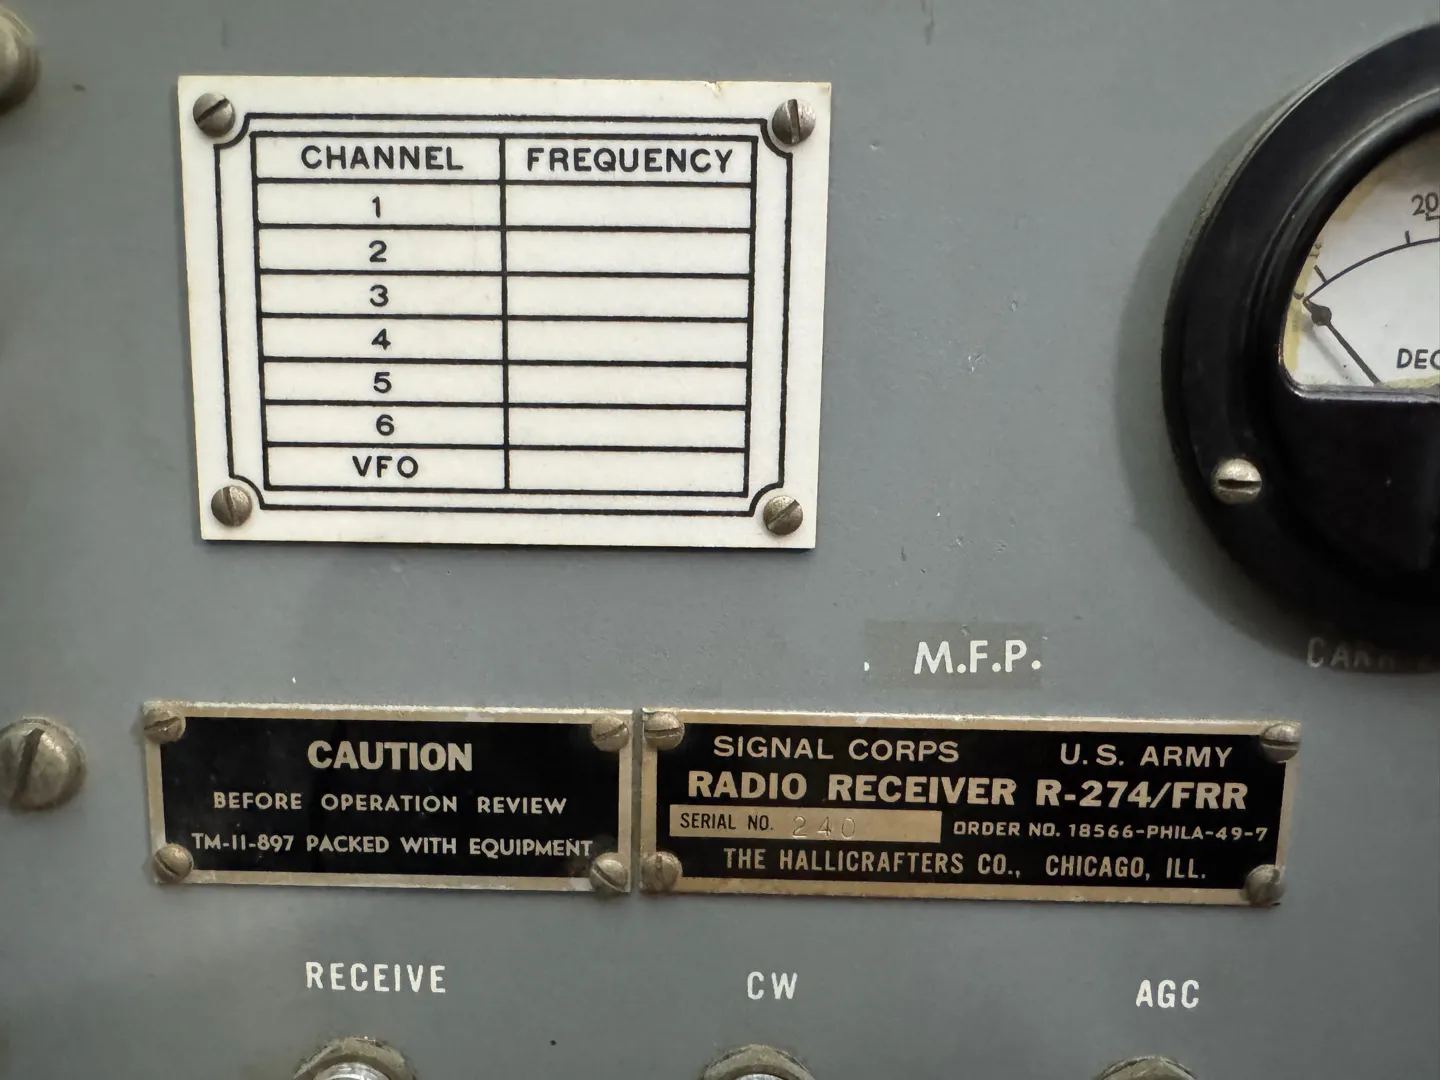 CHANNEL FREQUENCY
1
2
3
4
5
6
VFO
20
M.F.P.
CAUTION
BEFORE OPERATION REVIEW
TM-11-897 PACKED WITH EQUIPMENT
SIGNAL CORPS U.S. ARMY
RADIO RECEIVER R-274/FRR
SERIAL NO. 240 ORDER NO. 18566-PHILA-49-7
THE HALLICRAFTERS CO., CHICAGO, ILL.
RECEIVE CW AGC